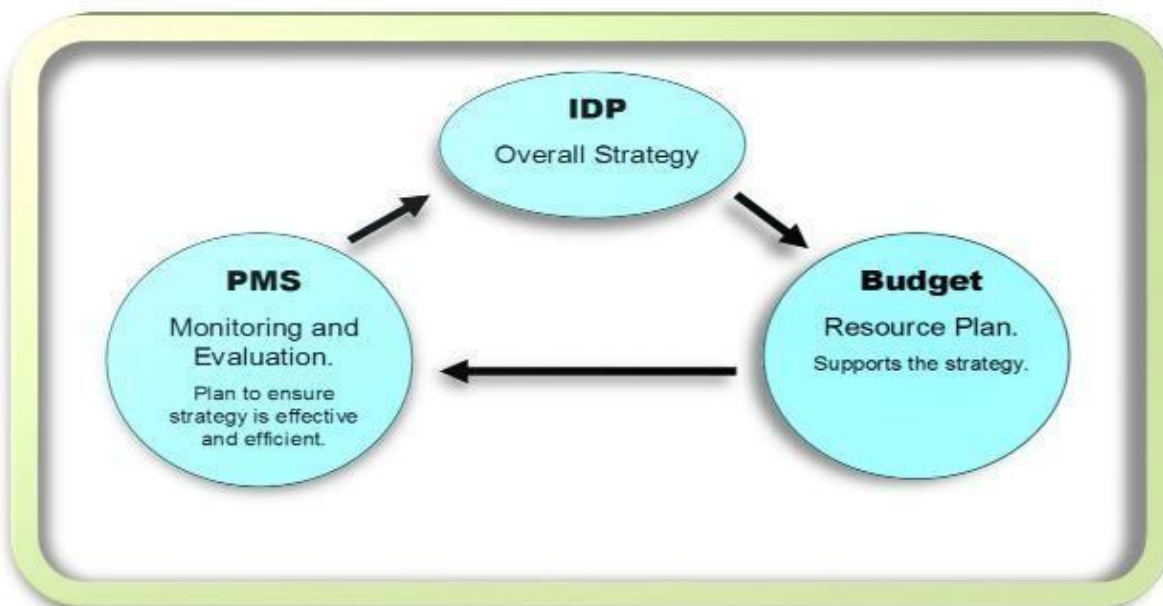 IDP
Overall Strategy
PMS
Monitoring and
Evaluation.
Plan to ensure
strategy is effective
and efficient.
Budget
Resource Plan.
Supports the strategy.